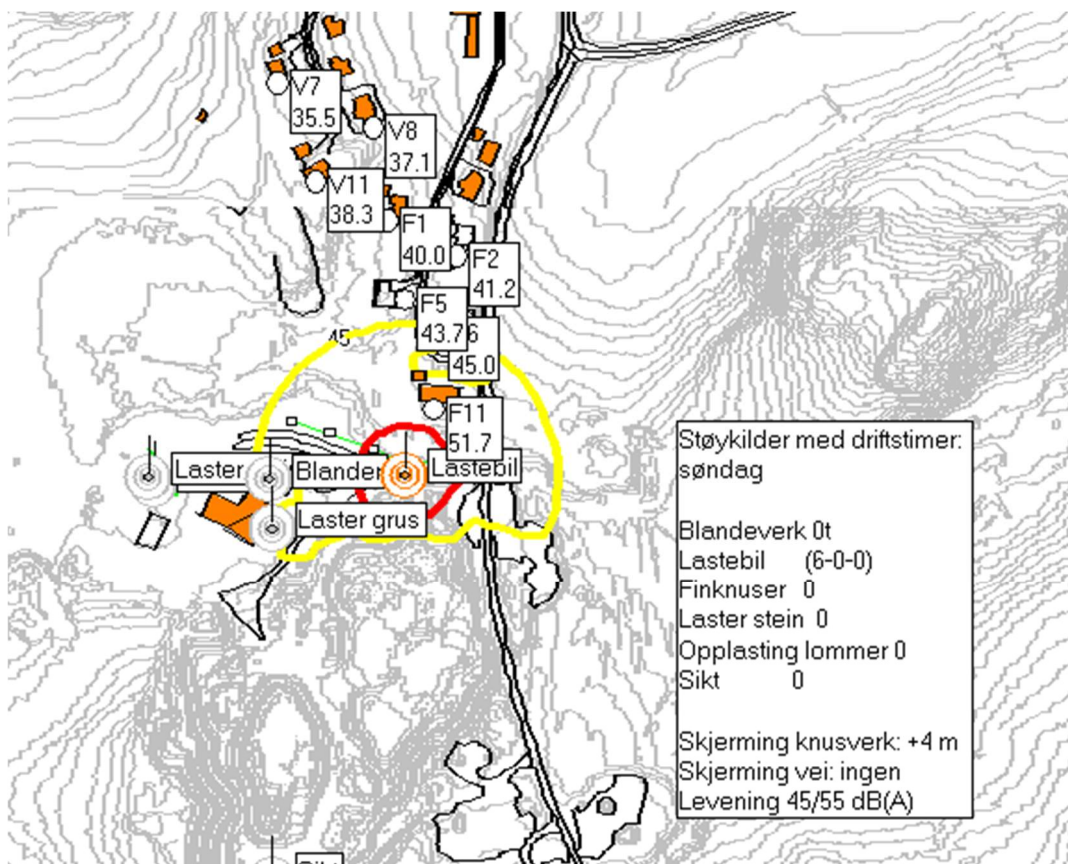 V7
35.5
V8
37.1
V11
38.3
F1
40.0
F2
41.2
F5
43.7
6
45.0
45
F11
51.7
Laster
Blander
Lastebil
Laster grus
Støykilder med driftstimer:
søndag
Blandeverk 0t
Lastebil (6-0-0)
Finknuser 0
Laster stein 0
Opplasting lommer 0
Sikt 0
Skjerming knusverk: +4 m
Skjerming vei: ingen
Levening 45/55 dB(A)